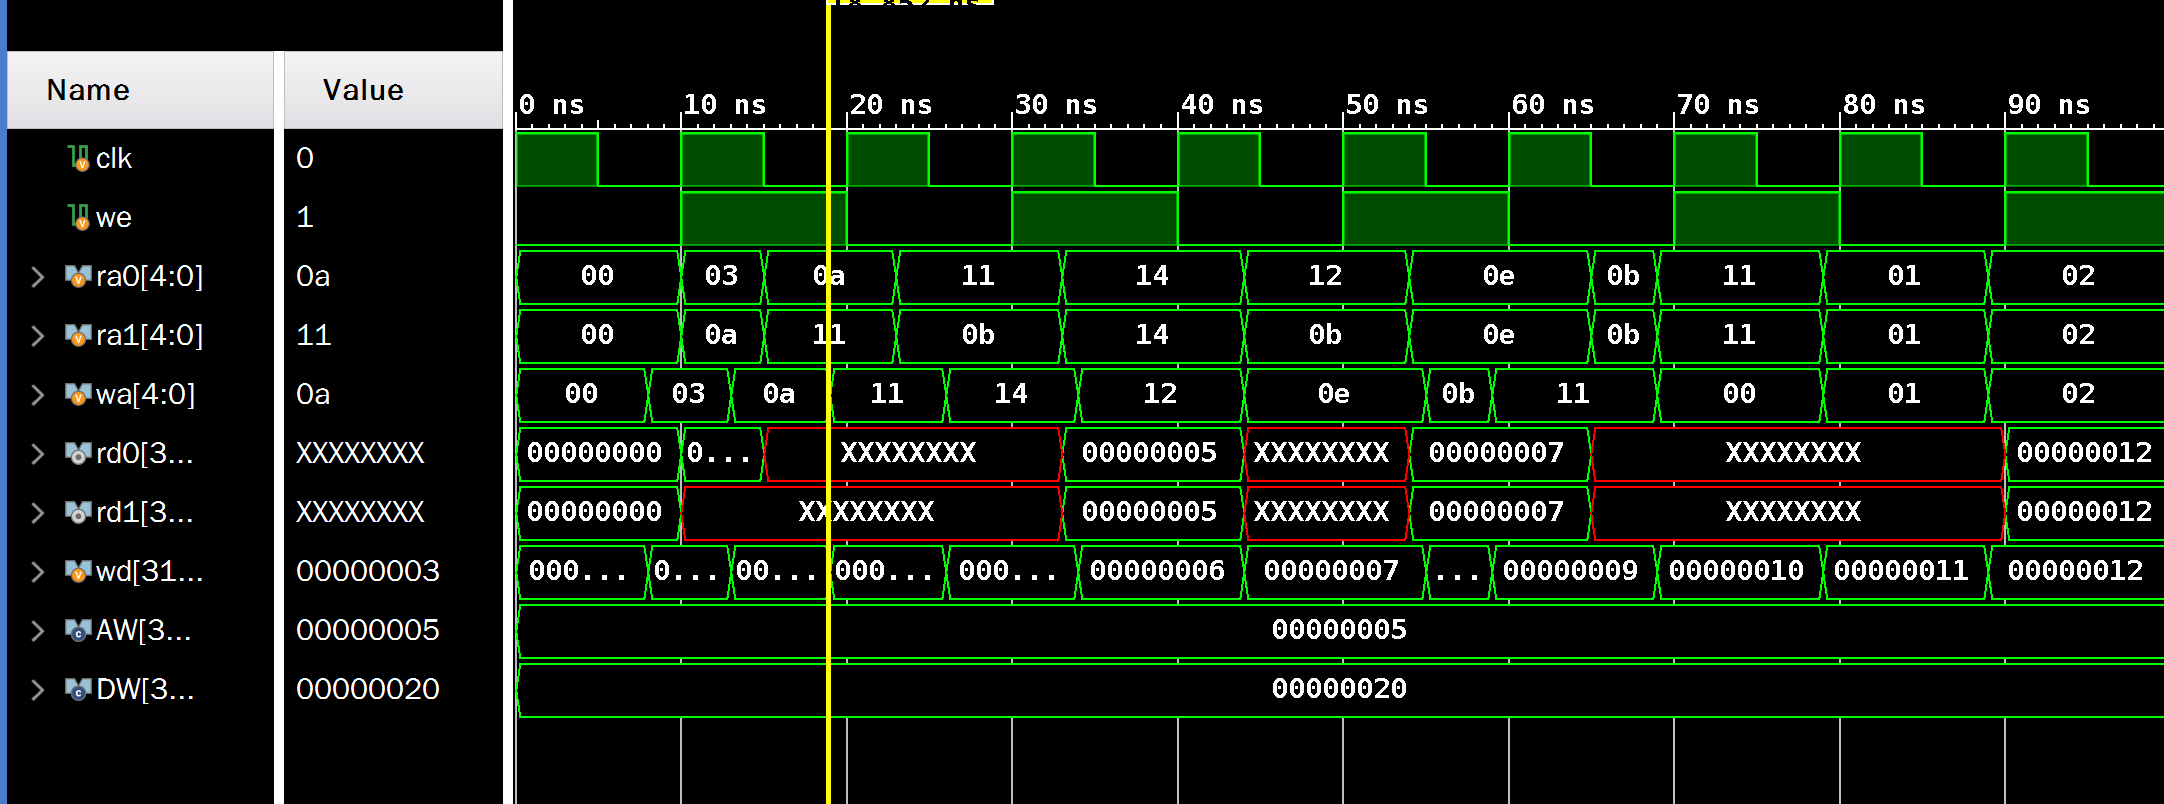 Name Value
0 ns 10 ns 20 ns 30 ns 40 ns 50 ns 60 ns 70 ns 80 ns 90 ns
clk 0
we 1
ra0[4:0] 0a 00 03 0a 11 14 12 0e 0b 11 01 02
ra1[4:0] 11 00 0a 11 0b 14 0b 0e 0b 11 01 02
wa[4:0] 0a 00 03 0a 11 14 12 0e 0b 11 00 01 02
rd0[3... XXXXXXXX 00000000 0... XXXXXXXX 00000005 XXXXXXXX 00000007 XXXXXXXX 00000012
rd1[3... XXXXXXXX 00000000 XXXXXXXX 00000005 XXXXXXXX 00000007 XXXXXXXX 00000012
wd[31... 00000003 000... 0... 00... 000... 000... 00000006 00000007 ... 00000009 00000010 00000011 00000012
AW[3... 00000005 00000005
DW[3... 00000020 00000020